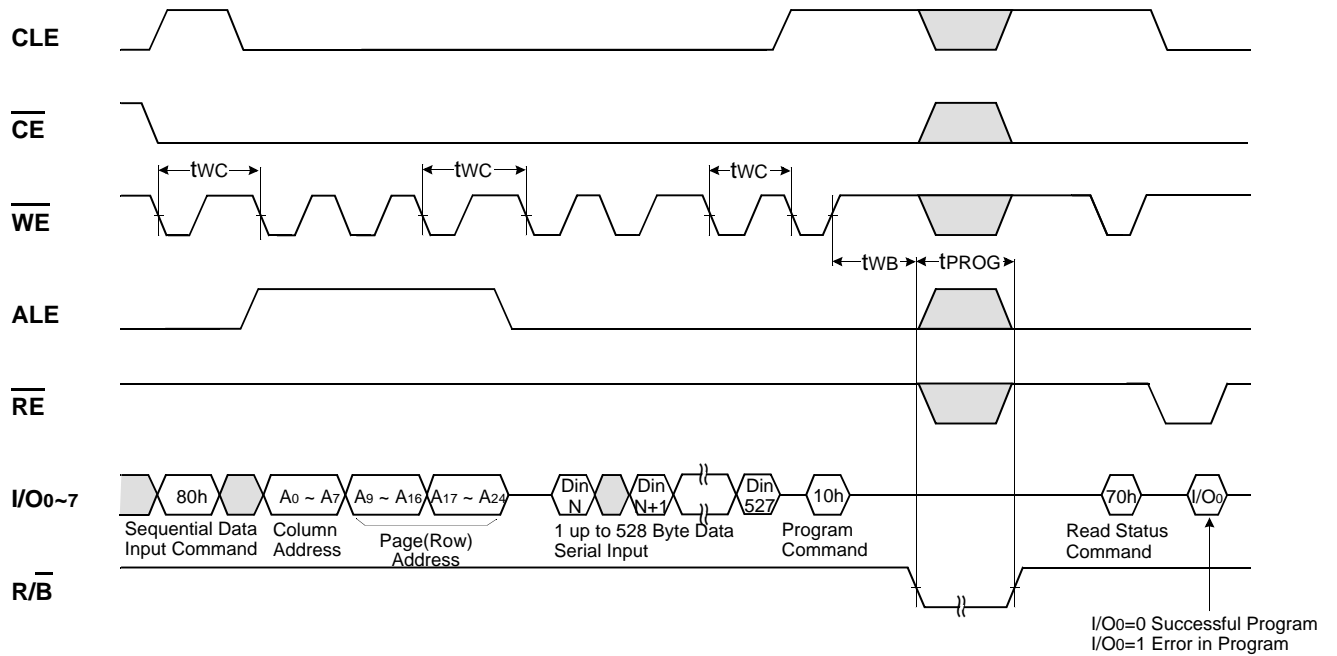 CLE
CE
tWC
tWC
tWC
WE
tWB
tPROG
ALE
RE
I/O0~7
80h
A0 ~ A7
A9 ~ A16
A17 ~ A24
Din N
Din N+1
Din 527
10h
70h
I/O0
Sequential Data
Input Command
Column
Address
Page(Row)
Address
1 up to 528 Byte Data
Serial Input
Program
Command
Read Status
Command
R/B
I/O0=0 Successful Program
I/O0=1 Error in Program